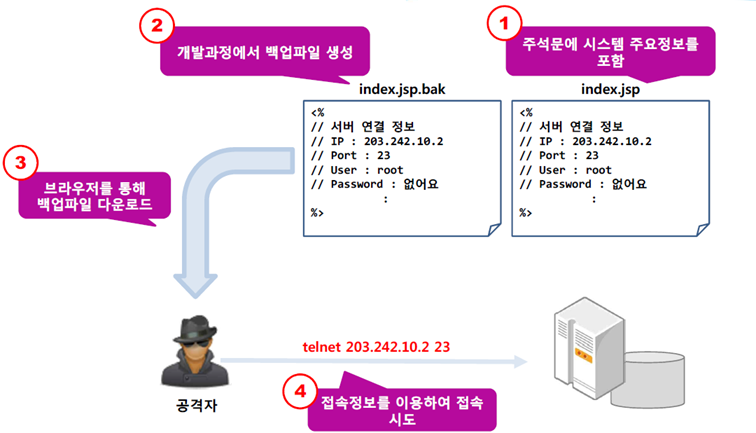 1
주석문에 시스템 주요정보를
포함
index.jsp
<%
// 서버 연결 정보
// IP : 203.242.10.2
// Port : 23
// User : root
// Password : 없어요
:
%>
2
개발과정에서 백업파일 생성
index.jsp.bak
<%
// 서버 연결 정보
// IP : 203.242.10.2
// Port : 23
// User : root
// Password : 없어요
:
%>
3
브라우저를 통해
백업파일 다운로드
공격자
telnet 203.242.10.2 23
4
접속정보를 이용하여 접속
시도